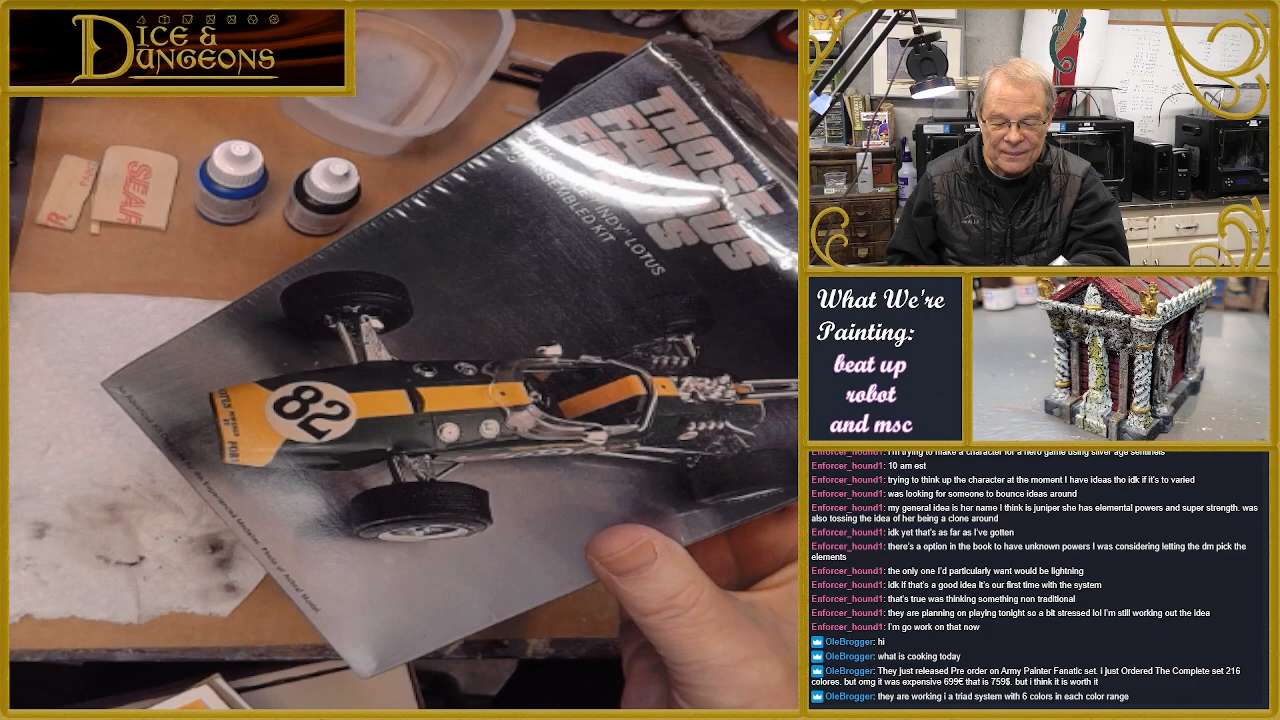 DICE &
DUNGEONS
THOSE
FAMOUS
"INDY" LOTUS
UNASSEMBLED KIT
82
What We're
Painting:
beat up
robot
and msc
Enforcer_hound1: I'm trying to make a character for a hero game using silver age sentinels
Enforcer_hound1: 10 am est
Enforcer_hound1: trying to think up the character at the moment I have ideas tho idk if it's to varied
Enforcer_hound1: was looking for someone to bounce ideas around
Enforcer_hound1: my general idea is her name I think is juniper she has elemental powers and super strength. was
also tossing the idea of her being a clone around
Enforcer_hound1: idk yet that's as far as I've gotten
Enforcer_hound1: there's a option in the book to have unknown powers I was considering letting the dm pick the
elements
Enforcer_hound1: the only one I'd particularly want would be lightning
Enforcer_hound1: idk if that's a good idea it's our first time with the system
Enforcer_hound1: that's true was thinking something non traditional
Enforcer_hound1: they are planning on playing tonight so a bit stressed lol I'm still working out the idea
Enforcer_hound1: I'm go work on that now
OleBrogger: hi
OleBrogger: what is cooking today
OleBrogger: They just released Pre order on Army Painter Fanatic set. I just Ordered The Complete set 216
colores. but omg it was expensive 699€ that is 759$. but i think it is worth it
OleBrogger: they are working i a triad system with 6 colors in each color range